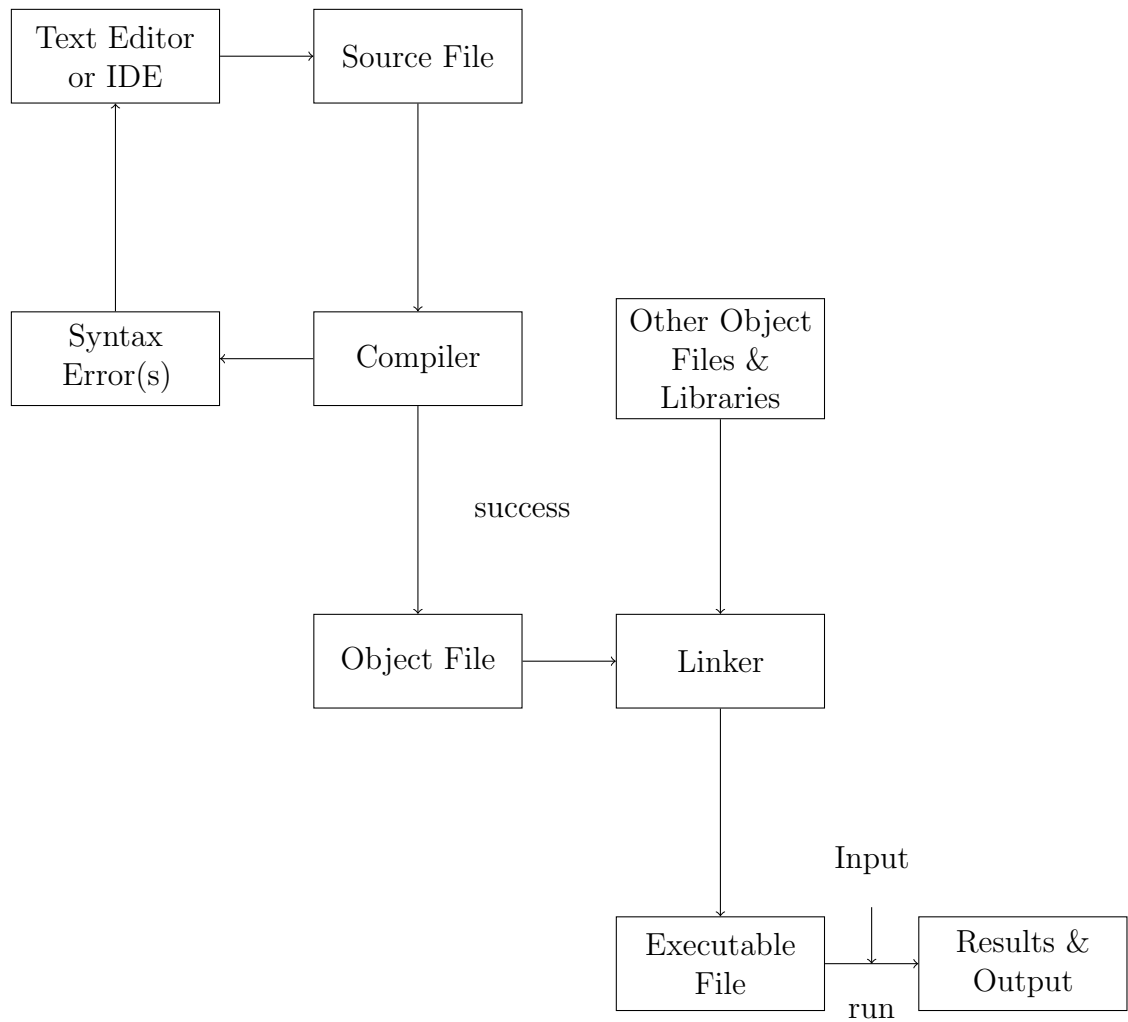 Text Editor
or IDE
Source File
Syntax
Error(s)
Compiler
Other Object
Files &
Libraries
success
Object File
Linker
Input
Executable
File
run
Results &
Output